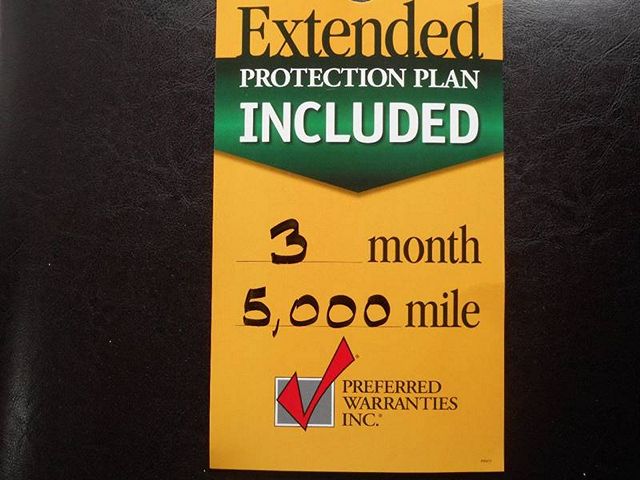 Extended
PROTECTION PLAN
INCLUDED
3 month
5,000 mile
PREFERRED
WARRANTIES
INC.®